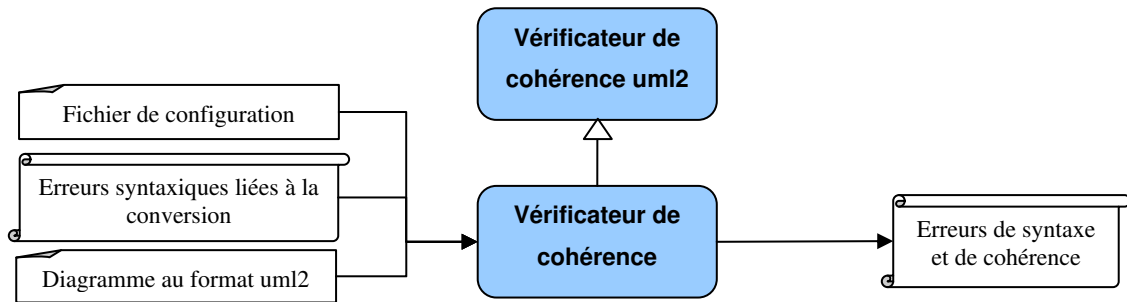 Vérificateur de
cohérence uml2
Fichier de configuration
Erreurs syntaxiques liées à la
conversion
Diagramme au format uml2
Vérificateur de
cohérence
Erreurs de syntaxe
et de cohérence